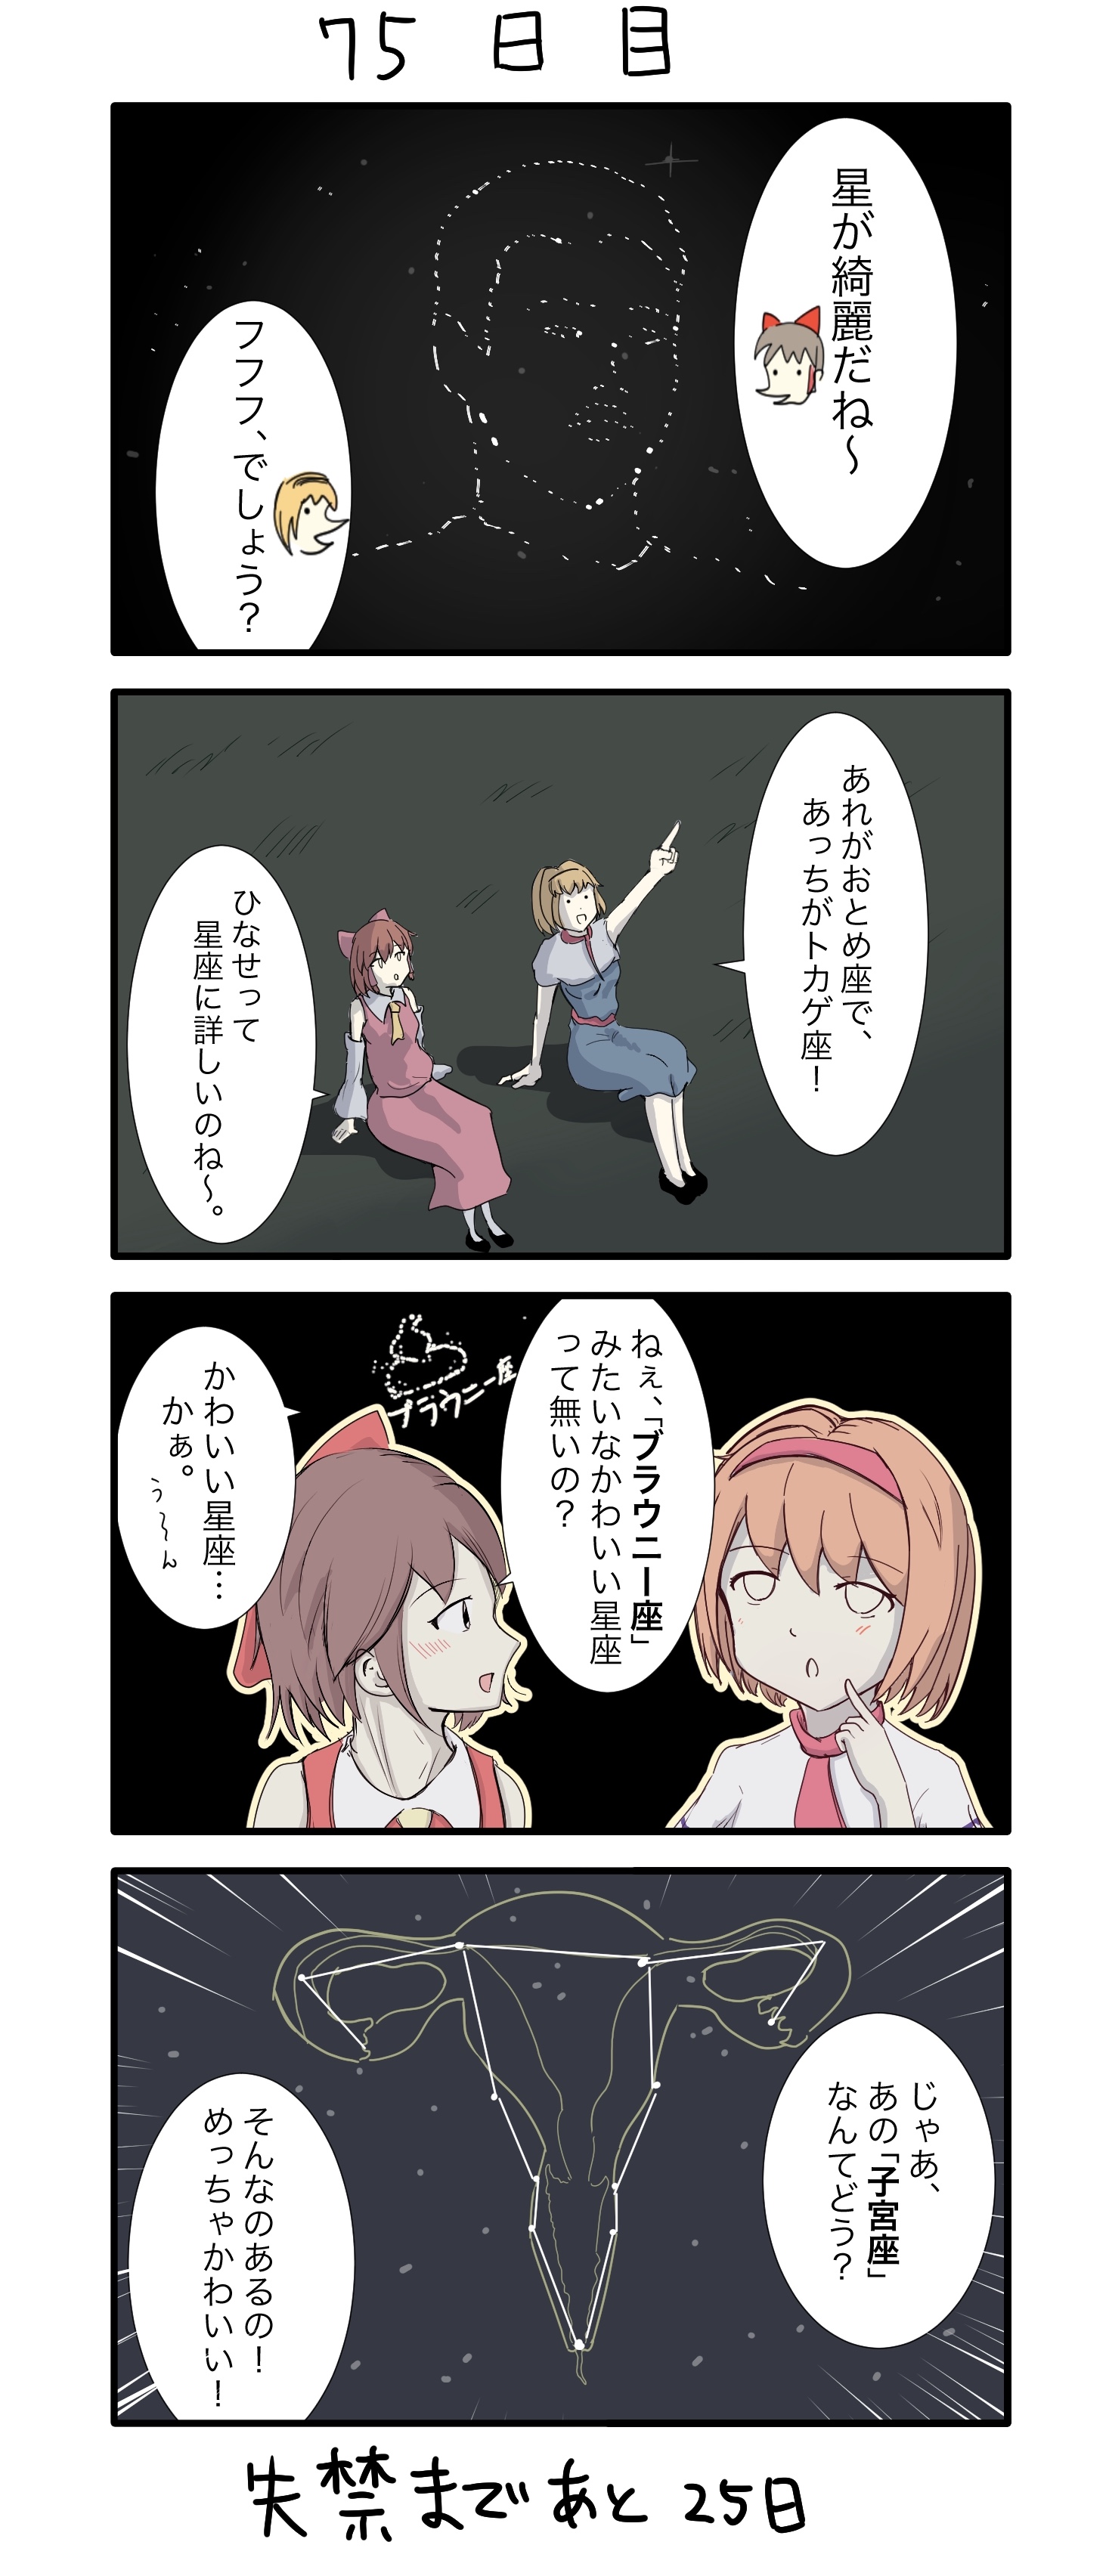 75日目
星が綺麗だね～
フフフ、でしょう？
あれがおとめ座で、
あっちがトカゲ座！
ひなせって
星座に詳しいのね～。
ねぇ、「ブラウニー座」
みたいなかわいい星座
って無いの？
ブラウニー座
かわいい星座…
かぁ。
う～ん
じゃあ、
あの「子宮座」
なんてどう？
そんなのあるの！
めっちゃかわいい！
失禁まであと25日